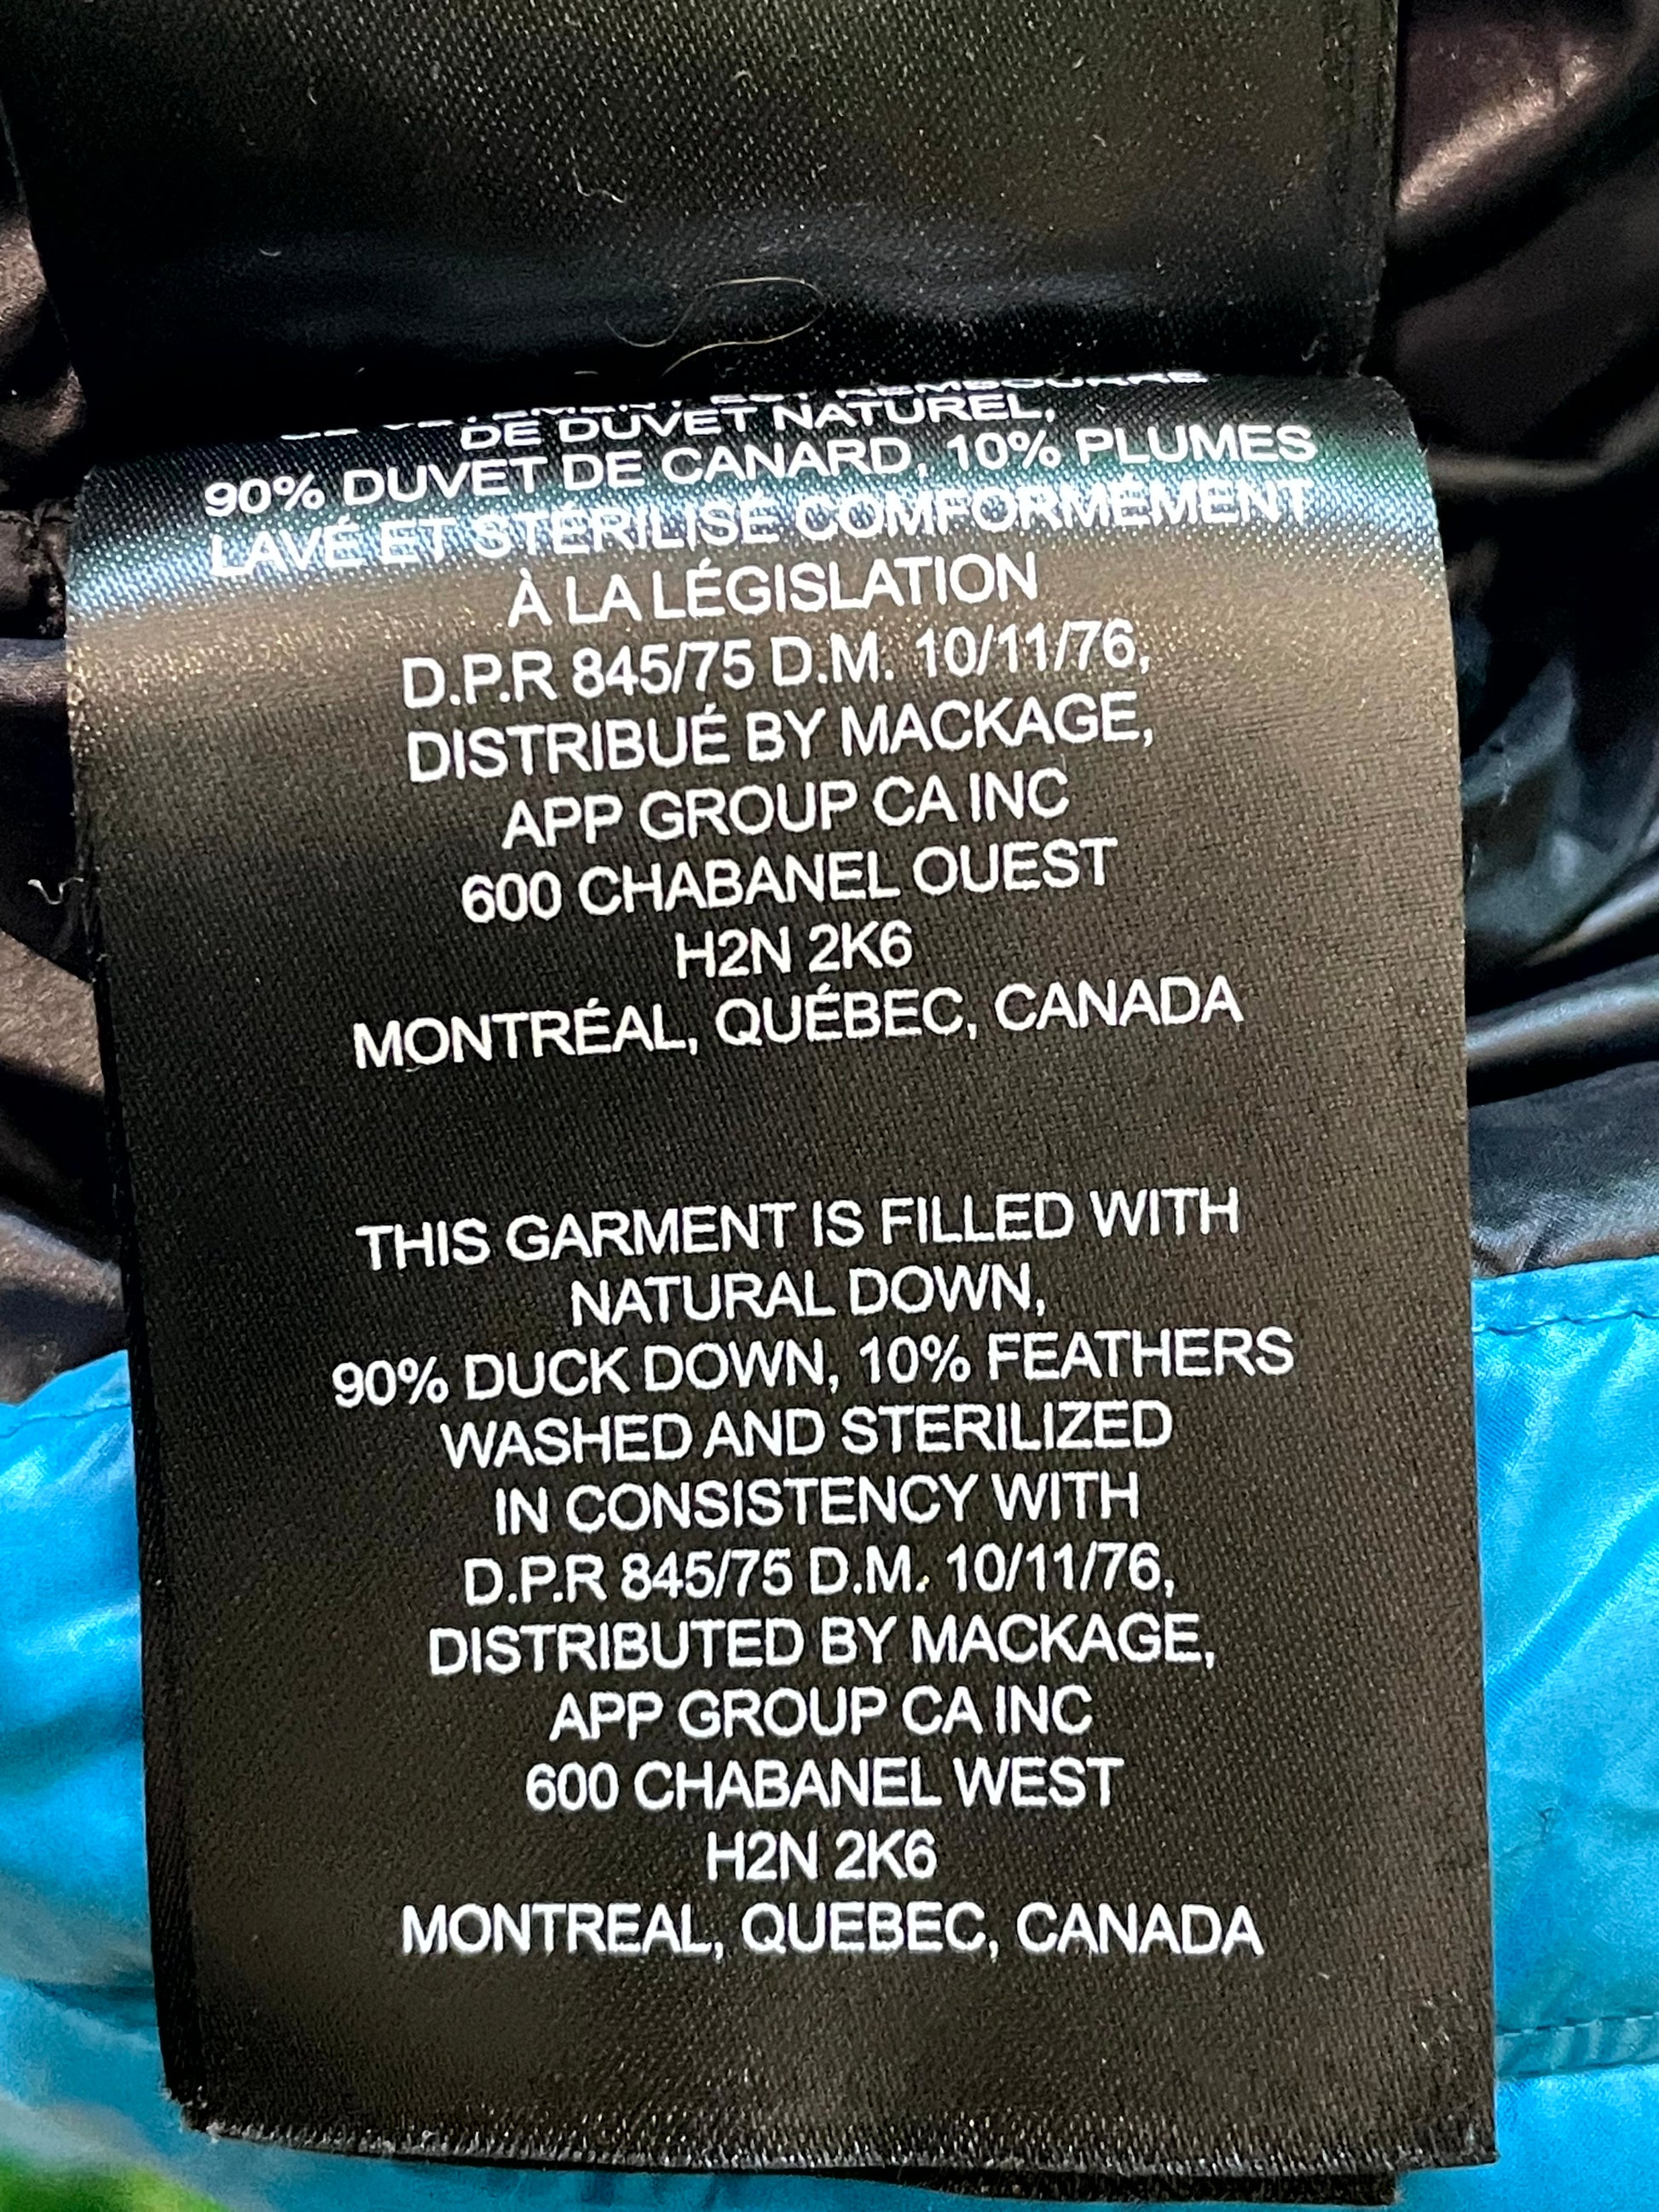 DE DUVET NATUREL,
90% DUVET DE CANARD, 10% PLUMES
LAVÉ ET STÉRILISÉ COMFORMÉMENT
À LA LÉGISLATION
D.P.R 845/75 D.M. 10/11/76,
DISTRIBUÉ BY MACKAGE,
APP GROUP CA INC
600 CHABANEL OUEST
H2N 2K6
MONTRÉAL, QUÉBEC, CANADA
THIS GARMENT IS FILLED WITH
NATURAL DOWN,
90% DUCK DOWN, 10% FEATHERS
WASHED AND STERILIZED
IN CONSISTENCY WITH
D.P.R 845/75 D.M. 10/11/76,
DISTRIBUTED BY MACKAGE,
APP GROUP CA INC
600 CHABANEL WEST
H2N 2K6
MONTREAL, QUEBEC, CANADA